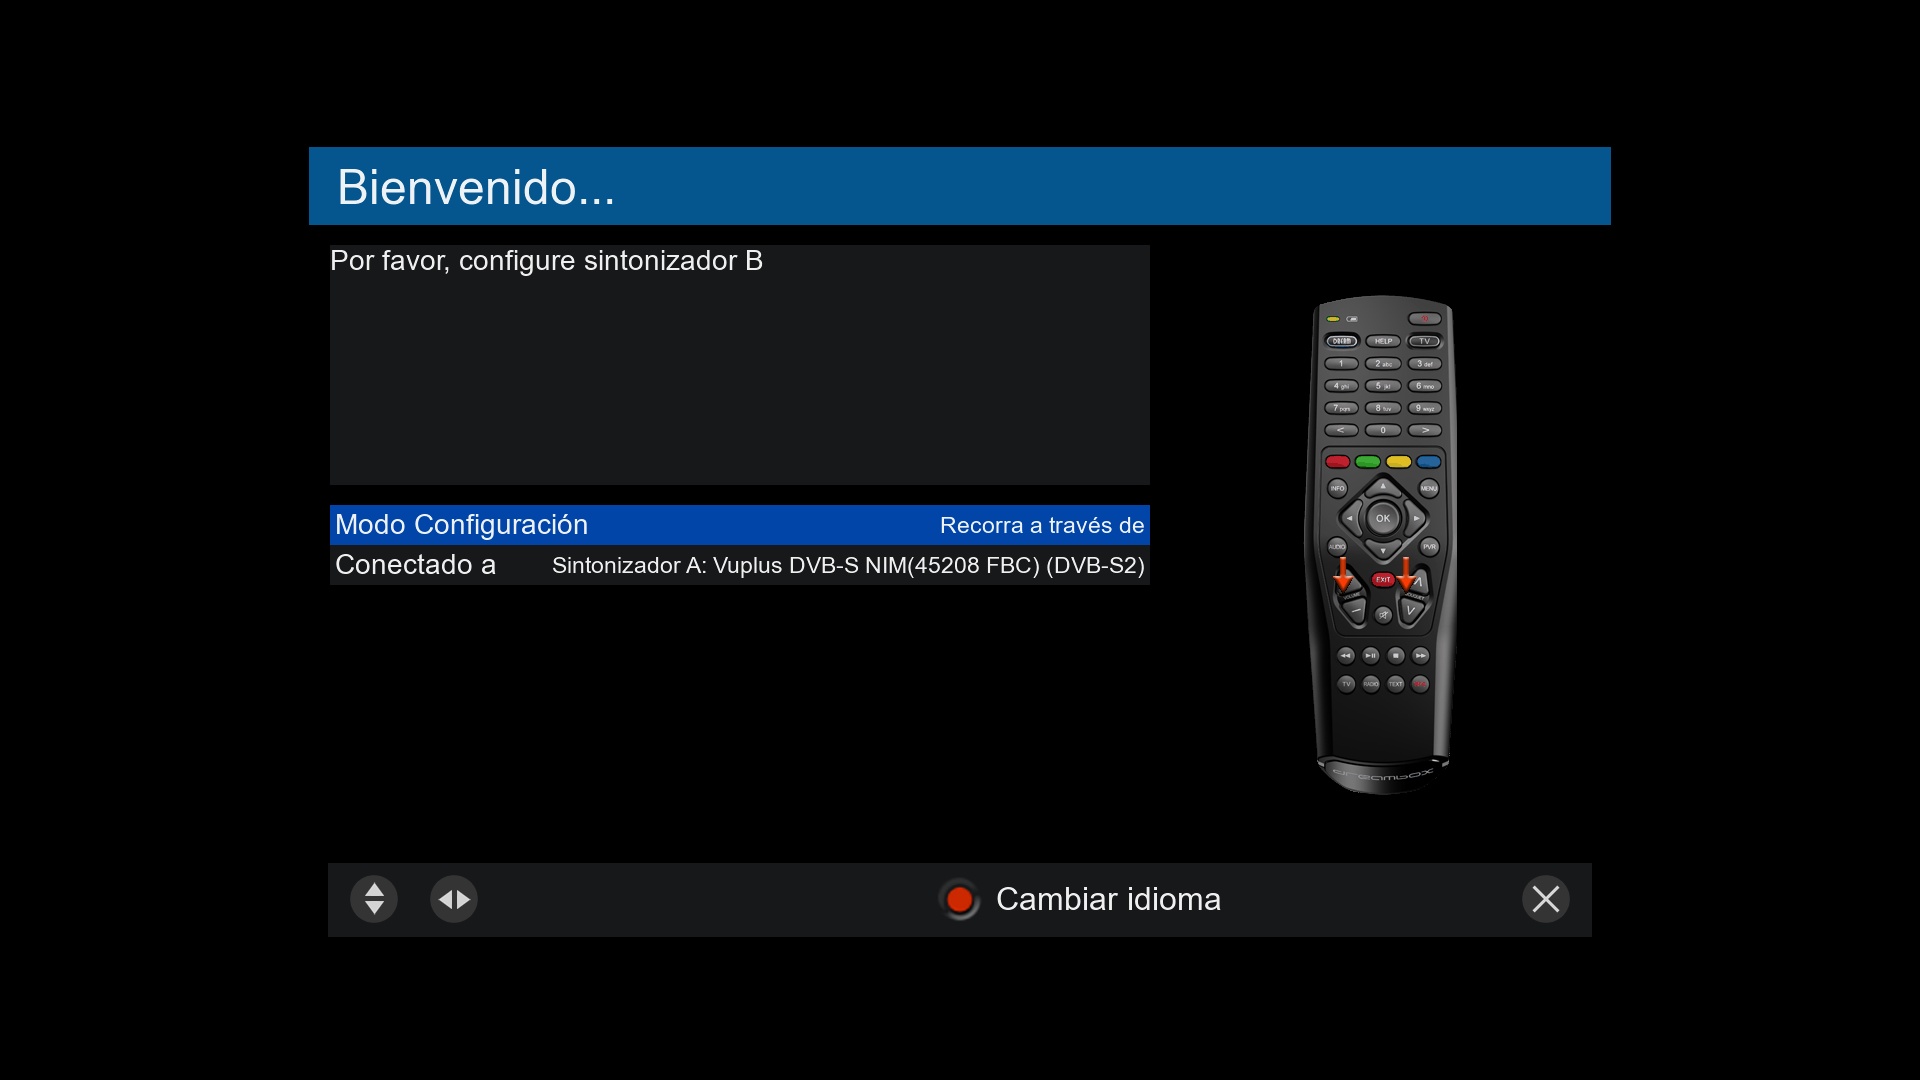 Bienvenido...
Por favor, configure sintonizador B
Modo Configuración Recorra a través de
Conectado a Sintonizador A: Vuplus DVB-S NIM(45208 FBC) (DVB-S2)
HELP TV
1 2 abc 3 def
4 ghi 5 jkl 6 mno
7 pqrs 8 tuv 9 wxyz
< 0 >
INFO MENU
OK
AUDIO PVR
EXIT
VOLUME
TV RADIO TEXT
dreambox
Cambiar idioma